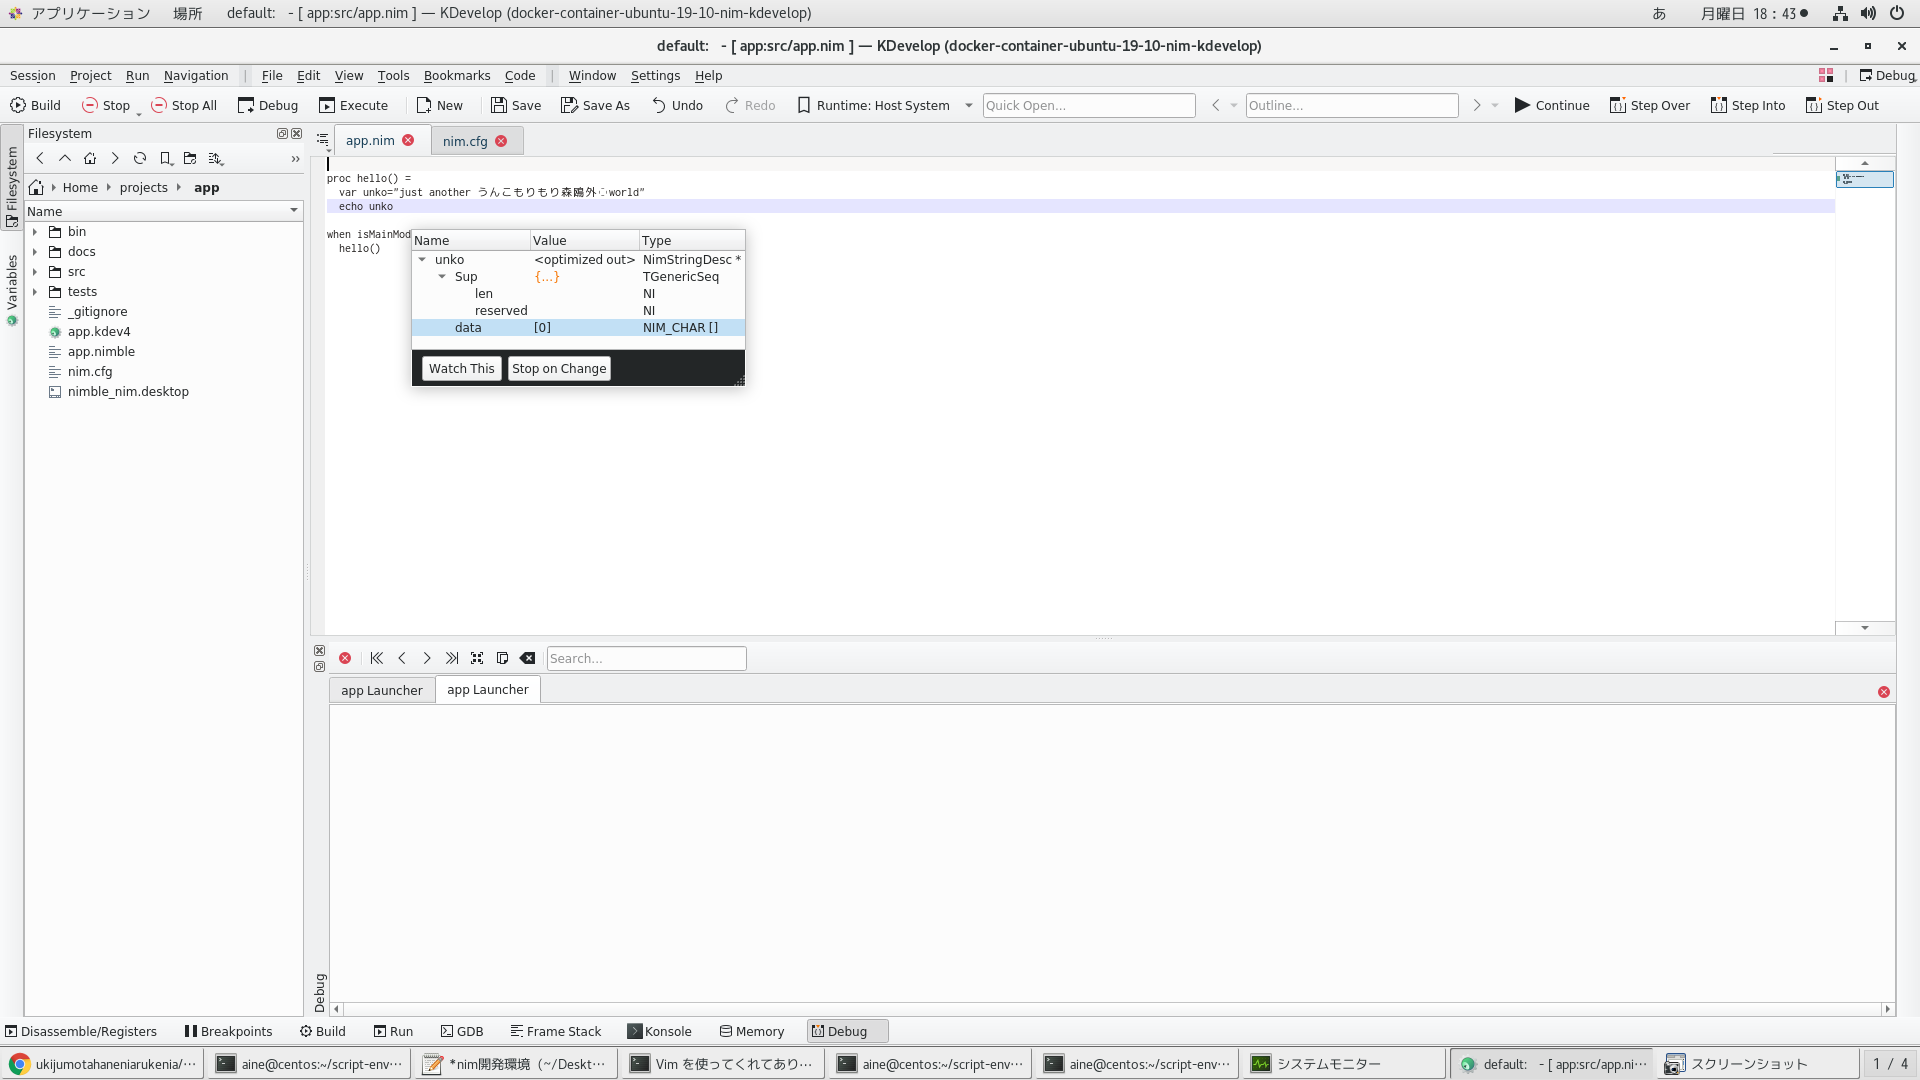 アプリケーション 場所 default: - [ app:src/app.nim ] — KDevelop (docker-container-ubuntu-19-10-nim-kdevelop) あ 月曜日 18：43●
default: - [ app:src/app.nim ] — KDevelop (docker-container-ubuntu-19-10-nim-kdevelop)
Session Project Run Navigation | File Edit View Tools Bookmarks Code | Window Settings Help Debug
Build Stop Stop All Debug Execute New Save Save As Undo Redo Runtime: Host System Quick Open... Outline... Continue Step Over Step Into Step Out
Filesystem
app.nim nim.cfg
Home projects app
Name
bin
docs
src
tests
_gitignore
app.kdev4
app.nimble
nim.cfg
nimble_nim.desktop
Filesystem
Variables
proc hello() =
var unko="just another うんこもりもり森鴎外world"
echo unko
when isMainMod
hello()
Name Value Type
unko <optimized out> NimStringDesc *
Sup {...} TGenericSeq
len NI
reserved NI
data [0] NIM_CHAR []
Watch This Stop on Change
Search...
app Launcher app Launcher
Debug
Disassemble/Registers Breakpoints Build Run GDB Frame Stack Konsole Memory Debug
ukijumotahaneniarukenia/··· aine@centos:~/script-env··· *nim開発環境（~/Deskt··· Vim を使ってくれてあり··· aine@centos:~/script-env··· aine@centos:~/script-env··· システムモニター default: - [ app:src/app.ni··· スクリーンショット 1 / 4